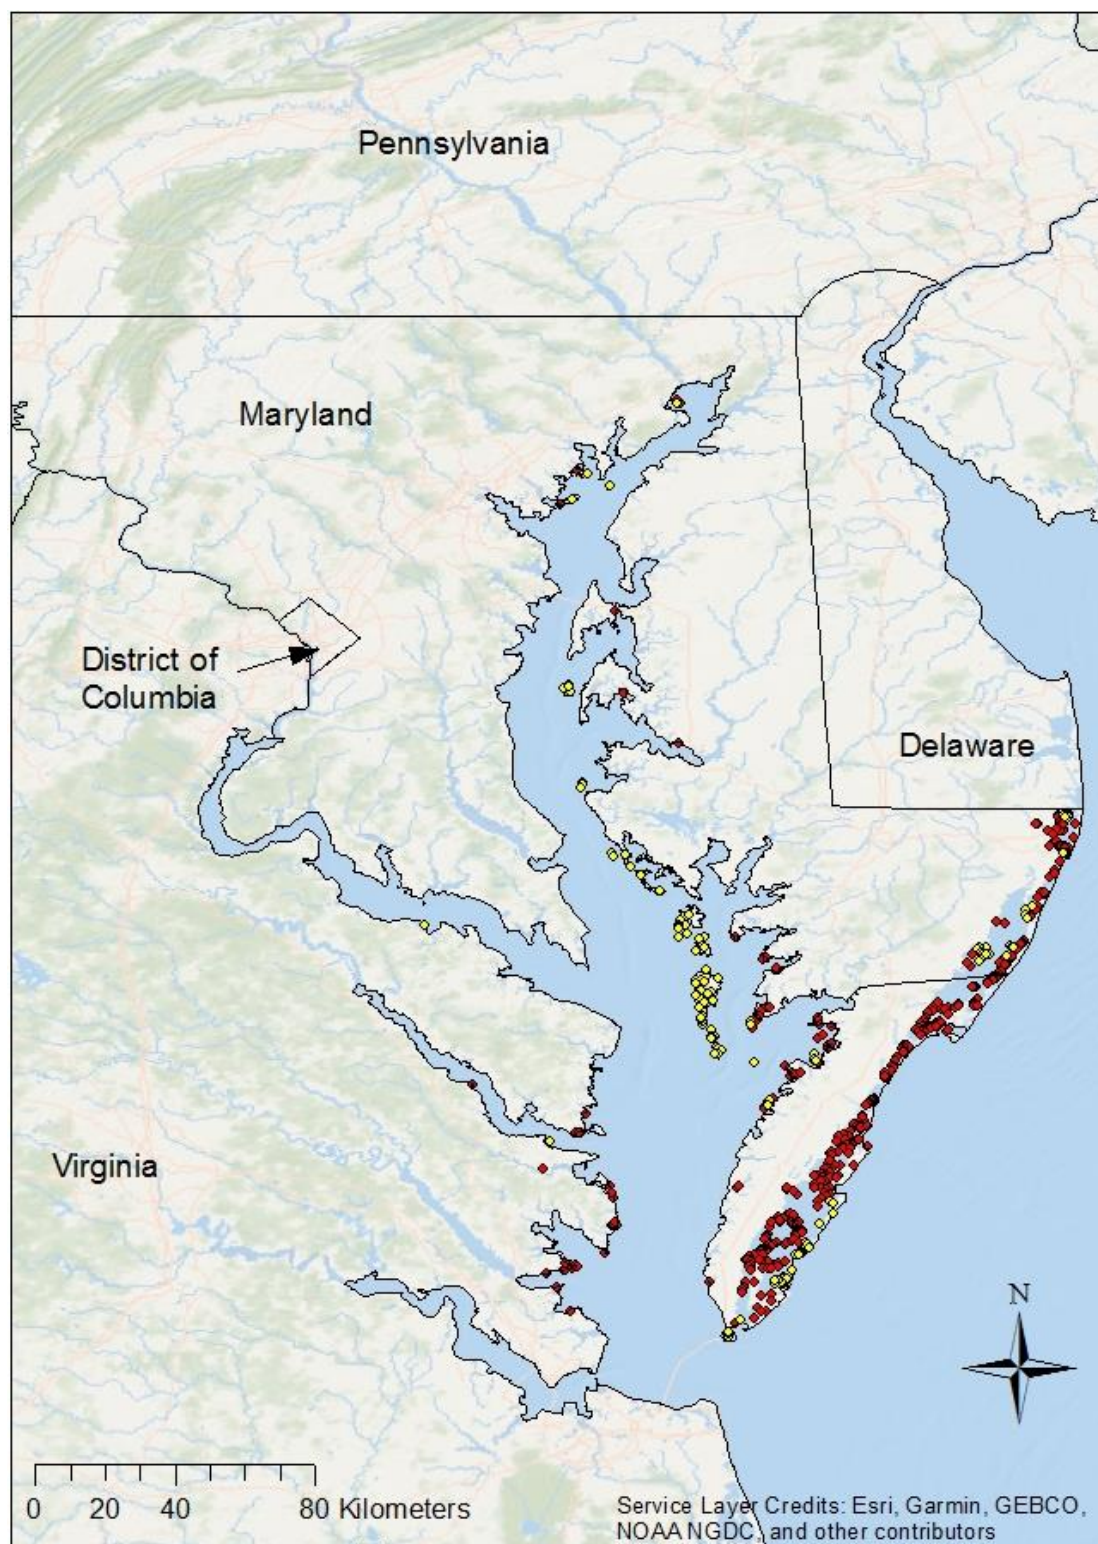 Pennsylvania
Maryland
District of
Columbia
Delaware
Virginia
N
0 20 40 80 Kilometers
Service Layer Credits: Esri, Garmin, GEBCO,
NOAA NGDC, and other contributors